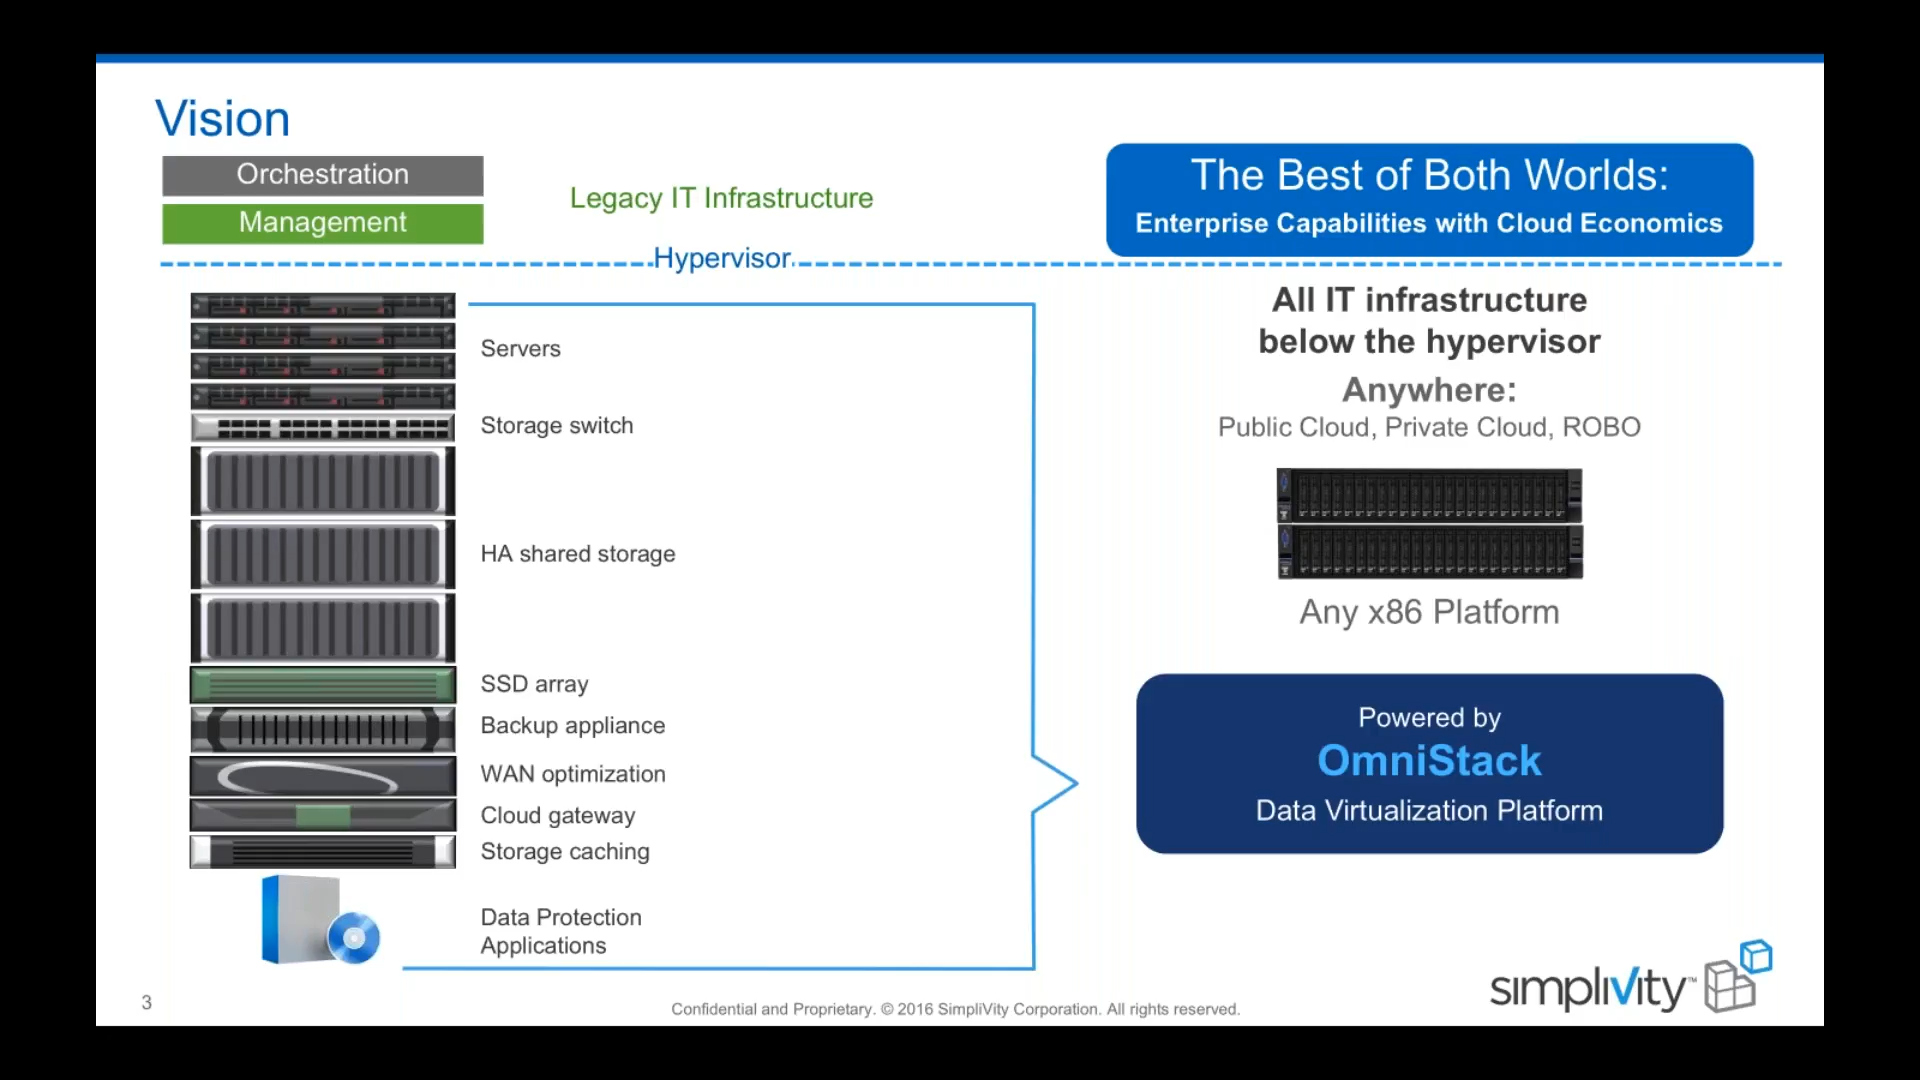 Vision
Orchestration
Management
Legacy IT Infrastructure
The Best of Both Worlds:
Enterprise Capabilities with Cloud Economics
Hypervisor
Servers
Storage switch
HA shared storage
SSD array
Backup appliance
WAN optimization
Cloud gateway
Storage caching
Data Protection
Applications
All IT infrastructure
below the hypervisor
Anywhere:
Public Cloud, Private Cloud, ROBO
Any x86 Platform
Powered by
OmniStack
Data Virtualization Platform
3
Confidential and Proprietary. © 2016 SimpliVity Corporation. All rights reserved.
simplivity™